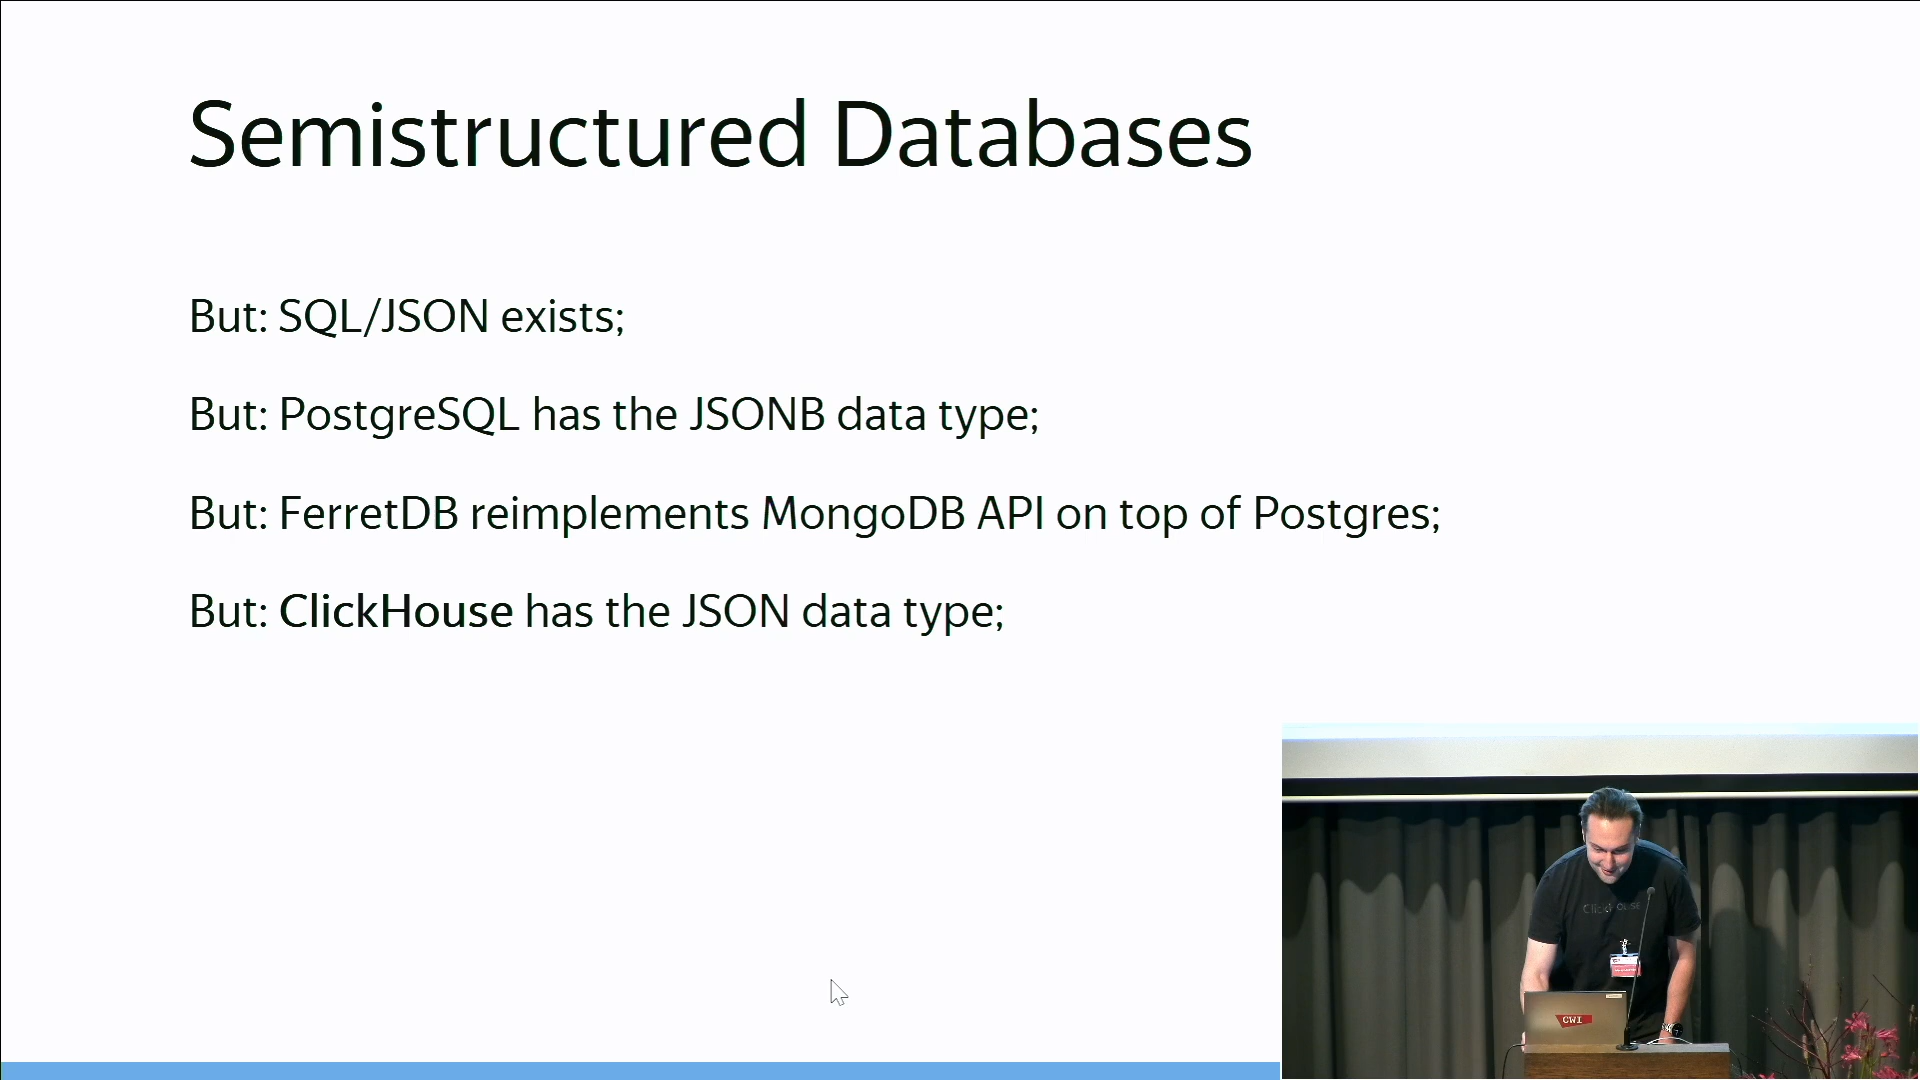 Semistructured Databases
But: SQL/JSON exists;
But: PostgreSQL has the JSONB data type;
But: FerretDB reimplements MongoDB API on top of Postgres;
But: ClickHouse has the JSON data type;
ClickHouse
CWI